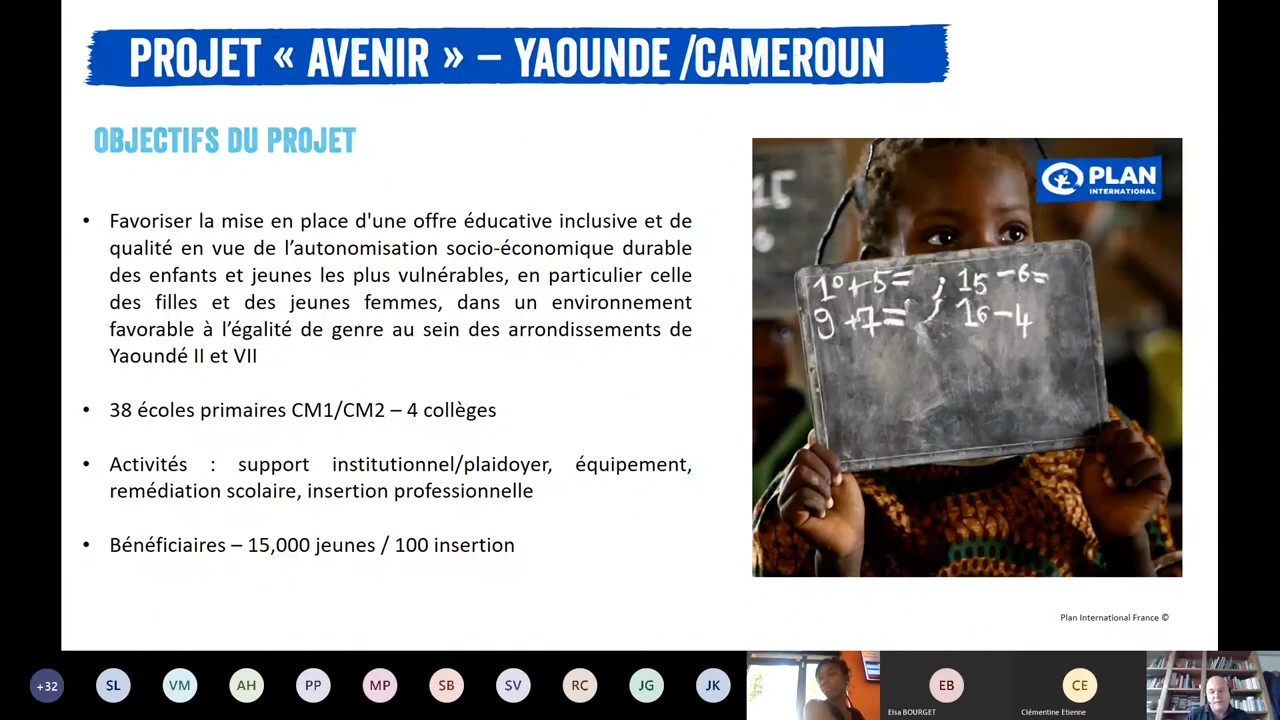 PROJET « AVENIR » – YAOUNDE /CAMEROUN
OBJECTIFS DU PROJET
• Favoriser la mise en place d'une offre éducative inclusive et de
qualité en vue de l’autonomisation socio-économique durable
des enfants et jeunes les plus vulnérables, en particulier celle
des filles et des jeunes femmes, dans un environnement
favorable à l’égalité de genre au sein des arrondissements de
Yaoundé II et VII
• 38 écoles primaires CM1/CM2 – 4 collèges
• Activités : support institutionnel/plaidoyer, équipement,
remédiation scolaire, insertion professionnelle
• Bénéficiaires – 15,000 jeunes / 100 insertion
PLAN
INTERNATIONAL
10+5= ; 15-6=
9+7= ; 16-4
Plan International France ©
+32 SL VM AH PP MP SB SV RC JG JK EB CE
Elsa BOURGET
Clémentine Etienne